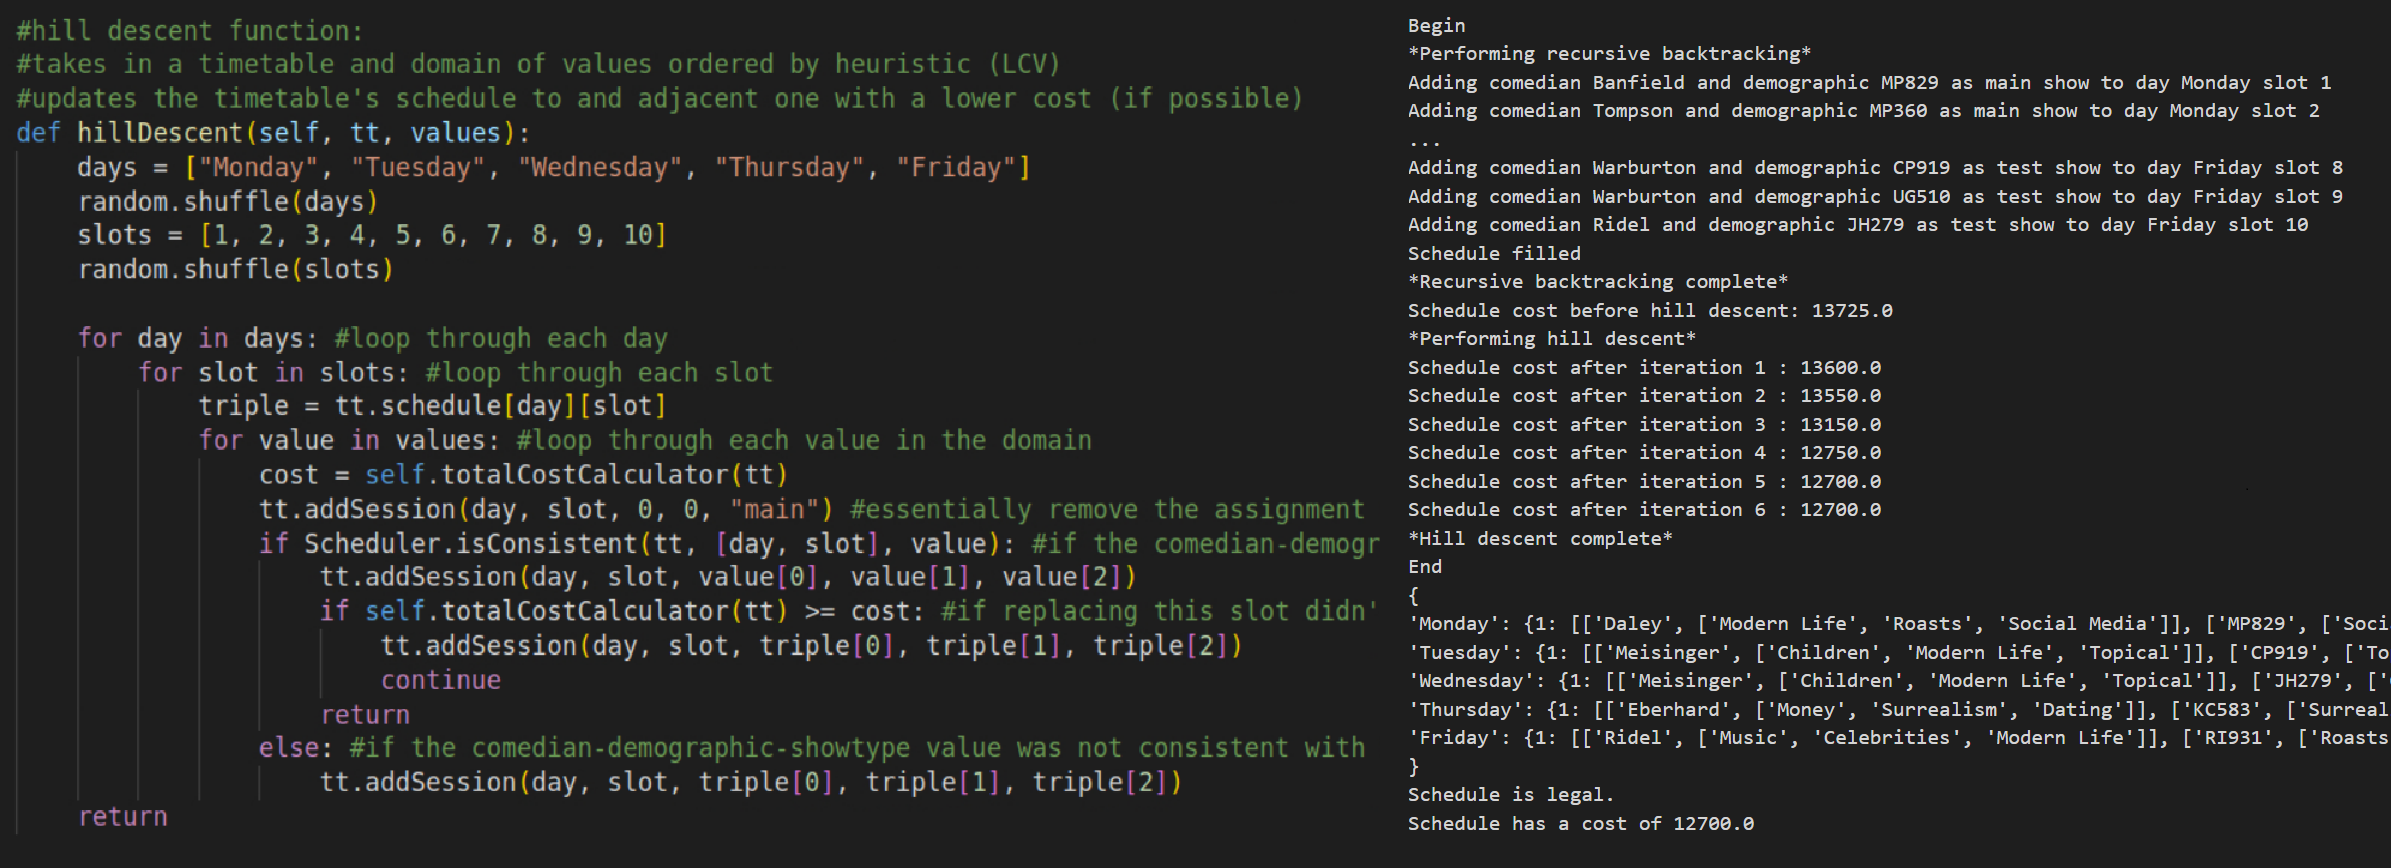 #hill descent function:
#takes in a timetable and domain of values ordered by heuristic (LCV)
#updates the timetable's schedule to and adjacent one with a lower cost (if possible)
def hillDescent(self, tt, values):
days = ["Monday", "Tuesday", "Wednesday", "Thursday", "Friday"]
random.shuffle(days)
slots = [1, 2, 3, 4, 5, 6, 7, 8, 9, 10]
random.shuffle(slots)
for day in days: #loop through each day
for slot in slots: #loop through each slot
triple = tt.schedule[day][slot]
for value in values: #loop through each value in the domain
cost = self.totalCostCalculator(tt)
tt.addSession(day, slot, 0, 0, "main") #essentially remove the assignment
if Scheduler.isConsistent(tt, [day, slot], value): #if the comedian-demogr
tt.addSession(day, slot, value[0], value[1], value[2])
if self.totalCostCalculator(tt) >= cost: #if replacing this slot didn'
tt.addSession(day, slot, triple[0], triple[1], triple[2])
continue
return
else: #if the comedian-demographic-showtype value was not consistent with
tt.addSession(day, slot, triple[0], triple[1], triple[2])
return
Begin
*Performing recursive backtracking*
Adding comedian Banfield and demographic MP829 as main show to day Monday slot 1
Adding comedian Tompson and demographic MP360 as main show to day Monday slot 2
...
Adding comedian Warburton and demographic CP919 as test show to day Friday slot 8
Adding comedian Warburton and demographic UG510 as test show to day Friday slot 9
Adding comedian Ridel and demographic JH279 as test show to day Friday slot 10
Schedule filled
*Recursive backtracking complete*
Schedule cost before hill descent: 13725.0
*Performing hill descent*
Schedule cost after iteration 1 : 13600.0
Schedule cost after iteration 2 : 13550.0
Schedule cost after iteration 3 : 13150.0
Schedule cost after iteration 4 : 12750.0
Schedule cost after iteration 5 : 12700.0
Schedule cost after iteration 6 : 12700.0
*Hill descent complete*
End
{
'Monday': {1: [['Daley', ['Modern Life', 'Roasts', 'Social Media']], ['MP829', ['Soci
'Tuesday': {1: [['Meisinger', ['Children', 'Modern Life', 'Topical']], ['CP919', ['To
'Wednesday': {1: [['Meisinger', ['Children', 'Modern Life', 'Topical']], ['JH279', ['
'Thursday': {1: [['Eberhard', ['Money', 'Surrealism', 'Dating']], ['KC583', ['Surreal
'Friday': {1: [['Ridel', ['Music', 'Celebrities', 'Modern Life']], ['RI931', ['Roasts
}
Schedule is legal.
Schedule has a cost of 12700.0